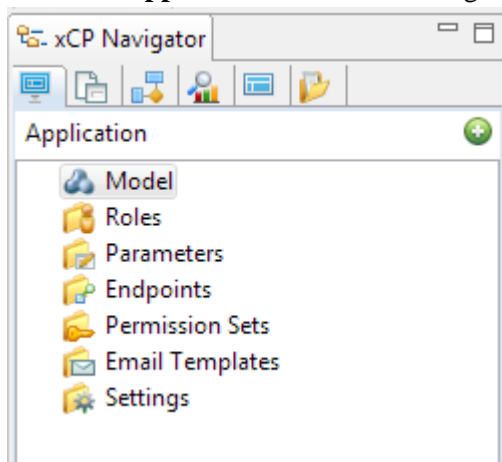 xCP Navigator
Application
Model
Roles
Parameters
Endpoints
Permission Sets
Email Templates
Settings